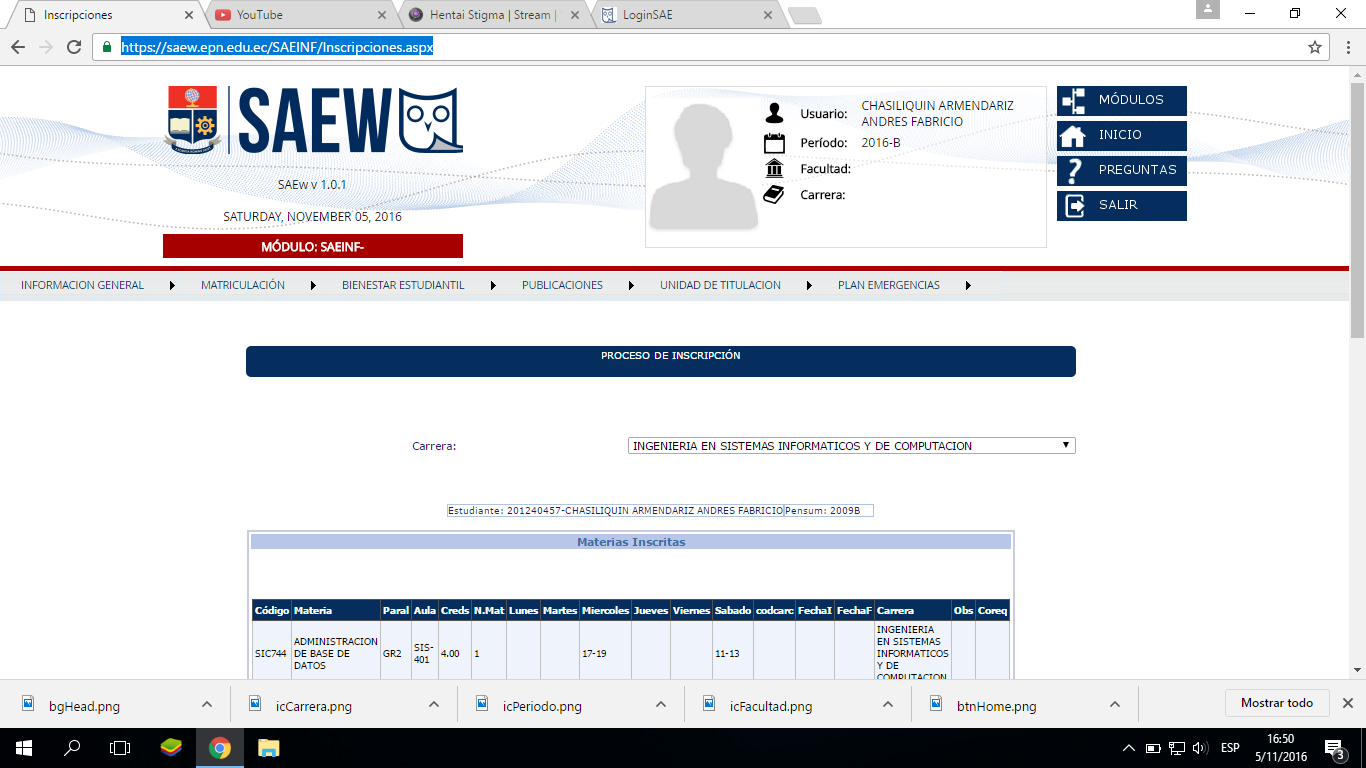 Inscripciones
YouTube
Hentai Stigma | Stream |
LoginSAE
https://saew.epn.edu.ec/SAEINF/Inscripciones.aspx
SAEW
SAEw v 1.0.1
SATURDAY, NOVEMBER 05, 2016
MÓDULO: SAEINF-
Usuario:
CHASILIQUIN ARMENDARIZ
ANDRES FABRICIO
Período:
2016-B
Facultad:
Carrera:
MÓDULOS
INICIO
PREGUNTAS
SALIR
INFORMACION GENERAL
MATRICULACIÓN
BIENESTAR ESTUDIANTIL
PUBLICACIONES
UNIDAD DE TITULACION
PLAN EMERGENCIAS
PROCESO DE INSCRIPCIÓN
Carrera:
INGENIERIA EN SISTEMAS INFORMATICOS Y DE COMPUTACION
Estudiante: 201240457-CHASILIQUIN ARMENDARIZ ANDRES FABRICIO Pensum: 2009B
Materias Inscritas
Código Materia Paral Aula Creds N.Mat Lunes Martes Miercoles Jueves Viernes Sabado codcarc FechaI FechaF Carrera Obs Coreq
SIC744
ADMINISTRACION
DE BASE DE
DATOS
GR2
SIS-
401
4.00
1
17-19
11-13
INGENIERIA
EN SISTEMAS
INFORMATICOS
Y DE
COMPUTACION
bgHead.png
icCarrera.png
icPeriodo.png
icFacultad.png
btnHome.png
Mostrar todo
ESP
16:50
5/11/2016
3